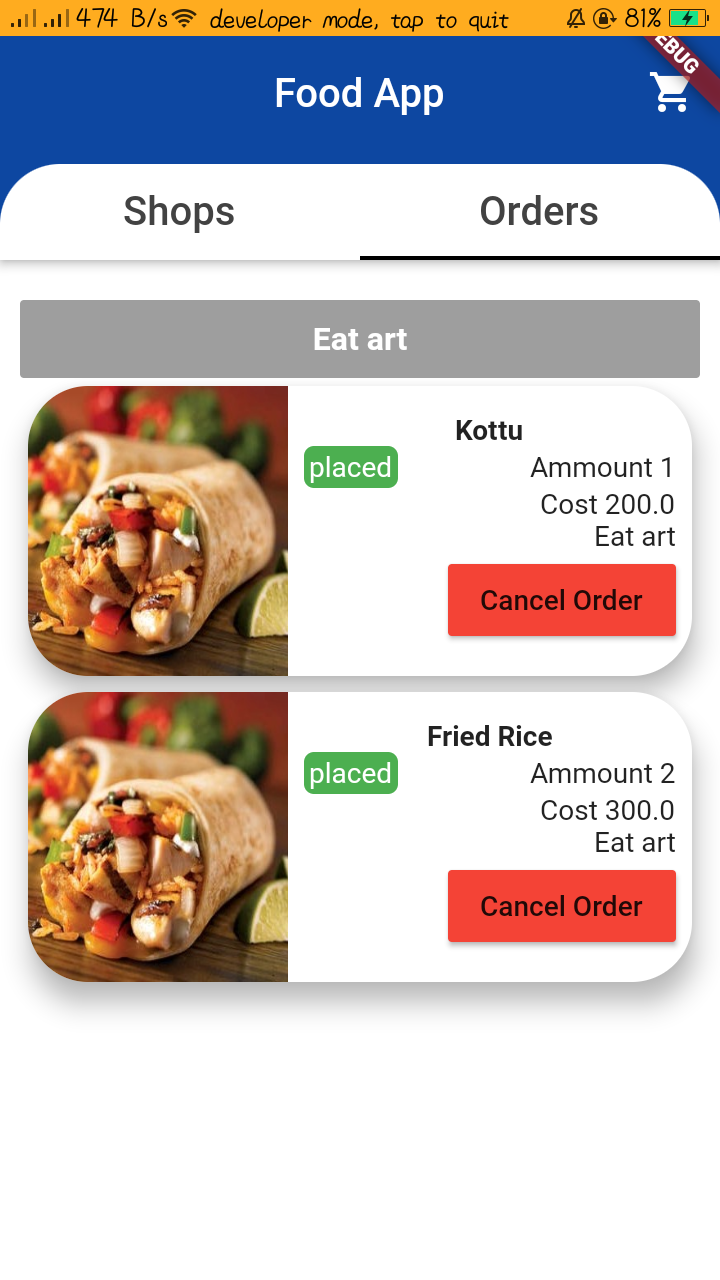 474 B/s developer mode, tap to quit 81%
EBUG
Food App
Shops Orders
Eat art
Kottu
placed Ammount 1
Cost 200.0
Eat art
Cancel Order
Fried Rice
placed Ammount 2
Cost 300.0
Eat art
Cancel Order